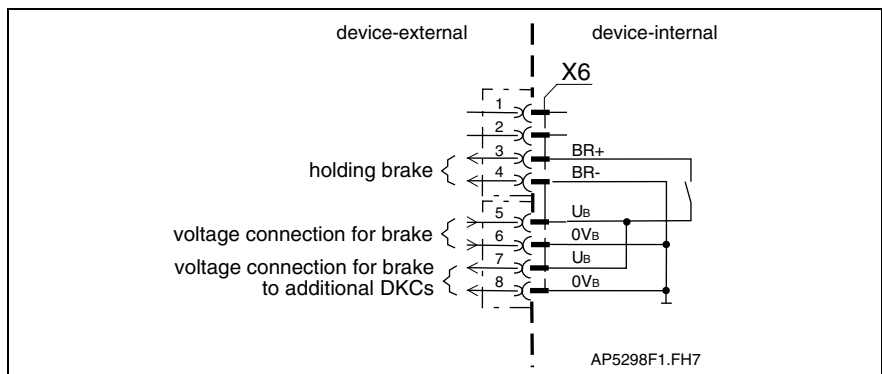 device-external
device-internal
X6
1
2
3
BR+
holding brake
4
BR-
5
UB
voltage connection for brake
6
0VB
voltage connection for brake
to additional DKCs
7
UB
8
0VB
AP5298F1.FH7